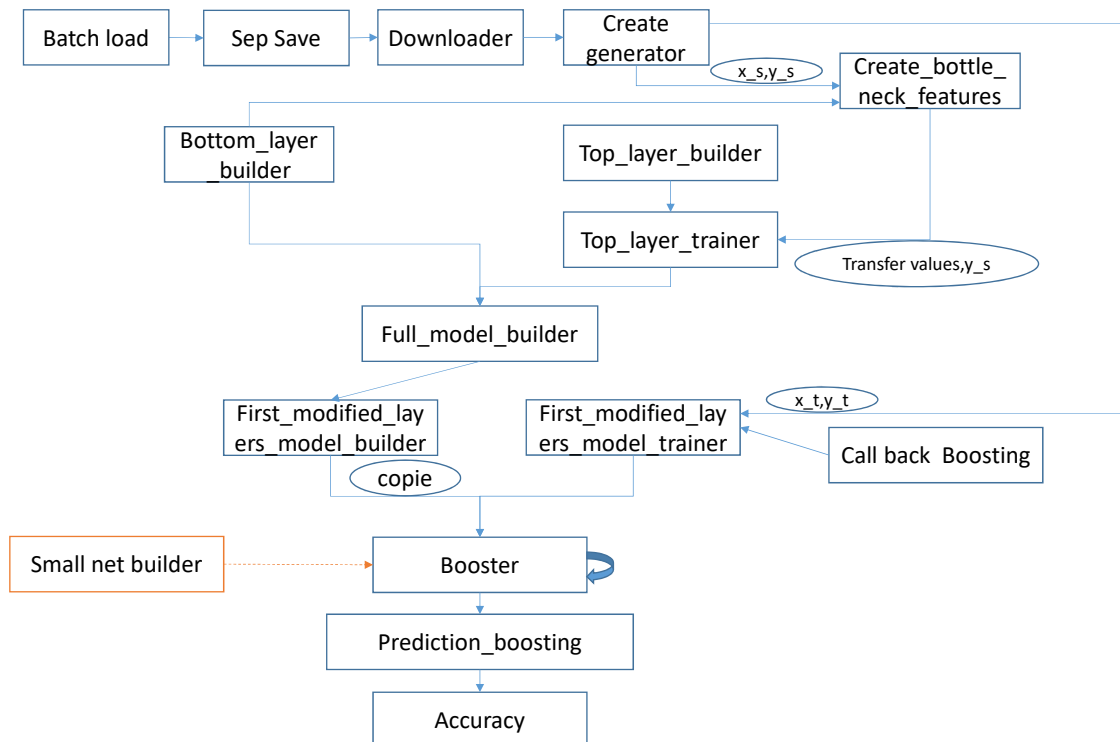 Batch load
Sep Save
Downloader
Create
generator
x_s,y_s
Create_bottle_
neck_features
Bottom_layer
_builder
Top_layer_builder
Top_layer_trainer
Transfer values,y_s
Full_model_builder
First_modified_lay
ers_model_builder
First_modified_lay
ers_model_trainer
x_t,y_t
Call back  Boosting
copie
Small net builder
Booster
Prediction_boosting
Accuracy